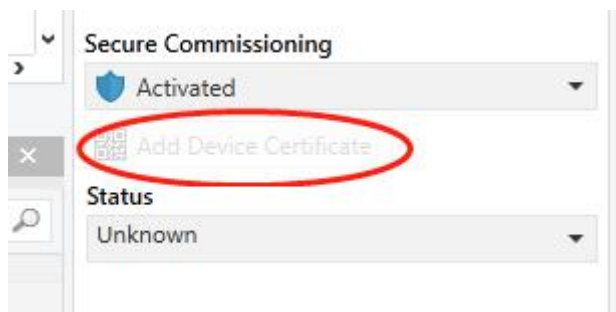 Secure Commissioning
Activated
Add Device Certificate
Status
Unknown